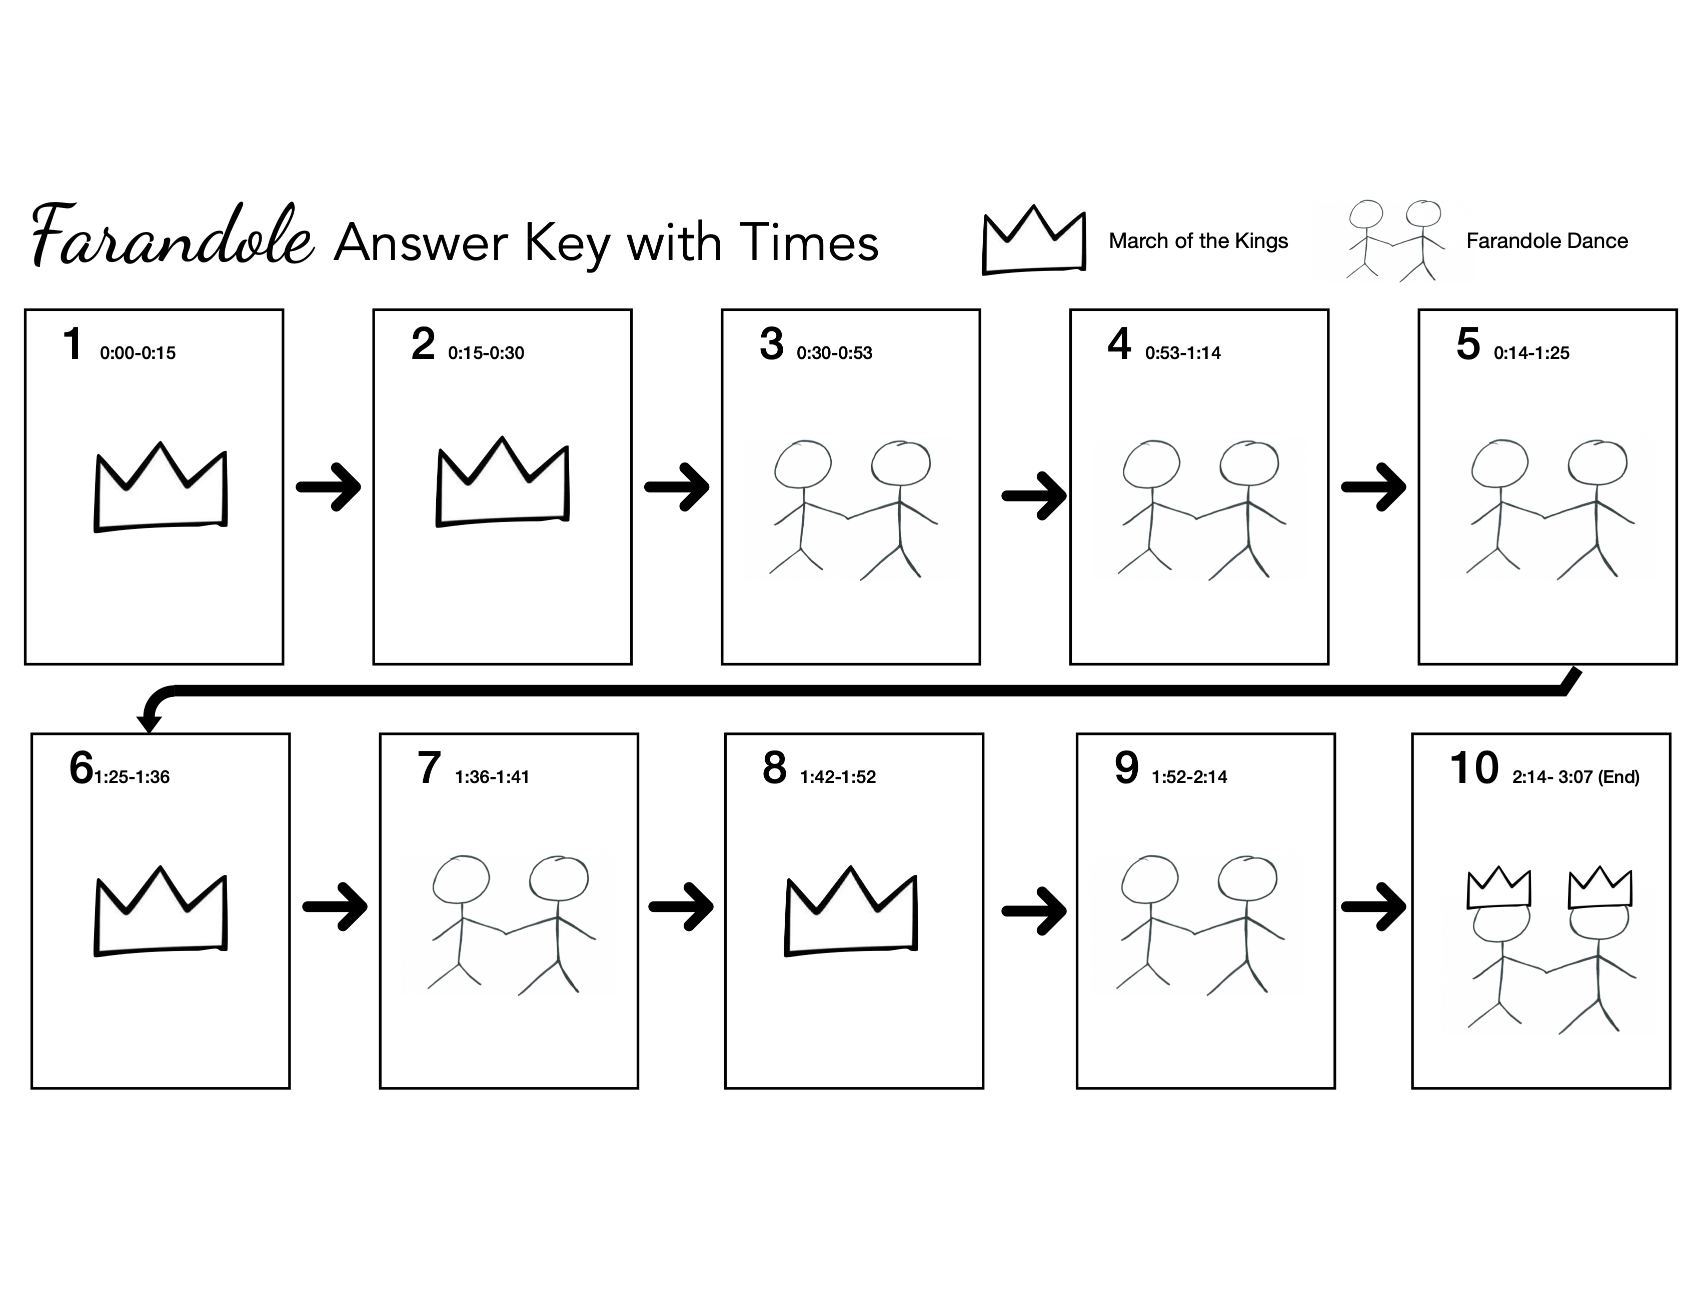 Farandole Answer Key with Times
March of the Kings
Farandole Dance
1 0:00-0:15
2 0:15-0:30
3 0:30-0:53
4 0:53-1:14
5 0:14-1:25
6 1:25-1:36
7 1:36-1:41
8 1:42-1:52
9 1:52-2:14
10 2:14- 3:07 (End)